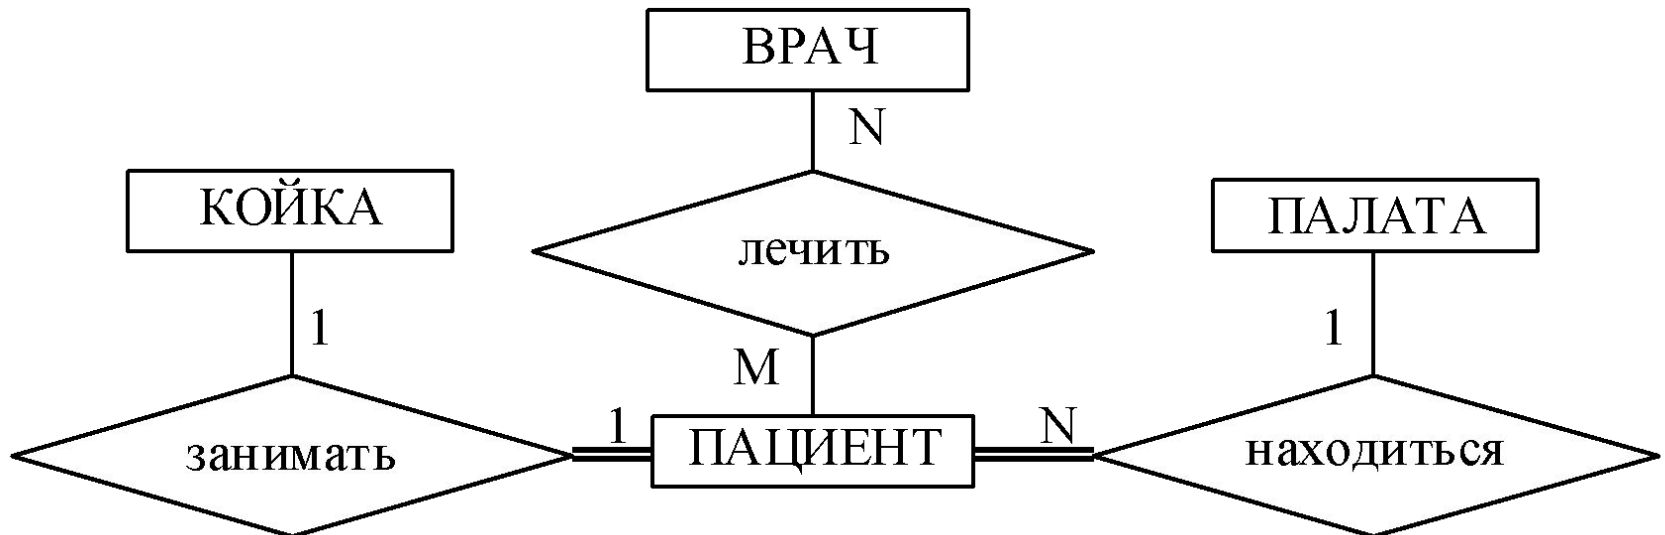 ВРАЧ
N
КОЙКА
лечить
ПАЛАТА
1
1
M
1
N
занимать
ПАЦИЕНТ
находиться